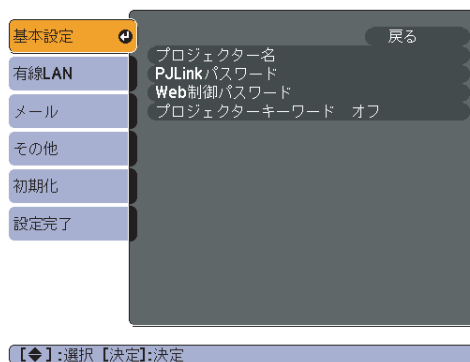 基本設定
有線LAN
メール
その他
初期化
設定完了
戻る
プロジェクター名
PJLinkパスワード
Web制御パスワード
プロジェクターキーワード オフ
【◆】:選択【決定】:決定